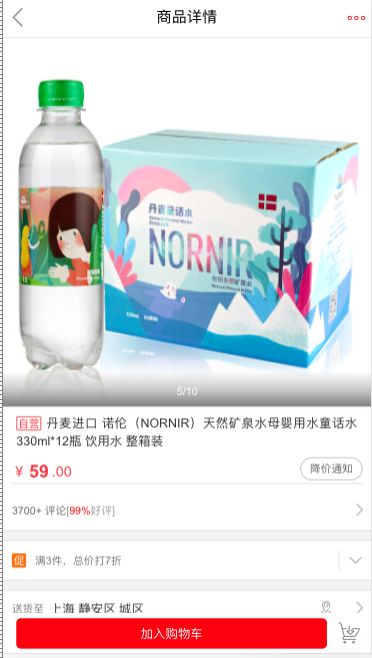 商品详情
丹麦童话水
Natural Mineral Water
NORNIR
330ml
5/10
自营 丹麦进口 诺伦（NORNIR）天然矿泉水母婴用水童话水
330ml*12瓶 饮用水 整箱装
¥ 59.00
降价通知
3700+ 评论[99%好评]
促 满3件，总价打7折
送货至 上海 静安区 城区
加入购物车